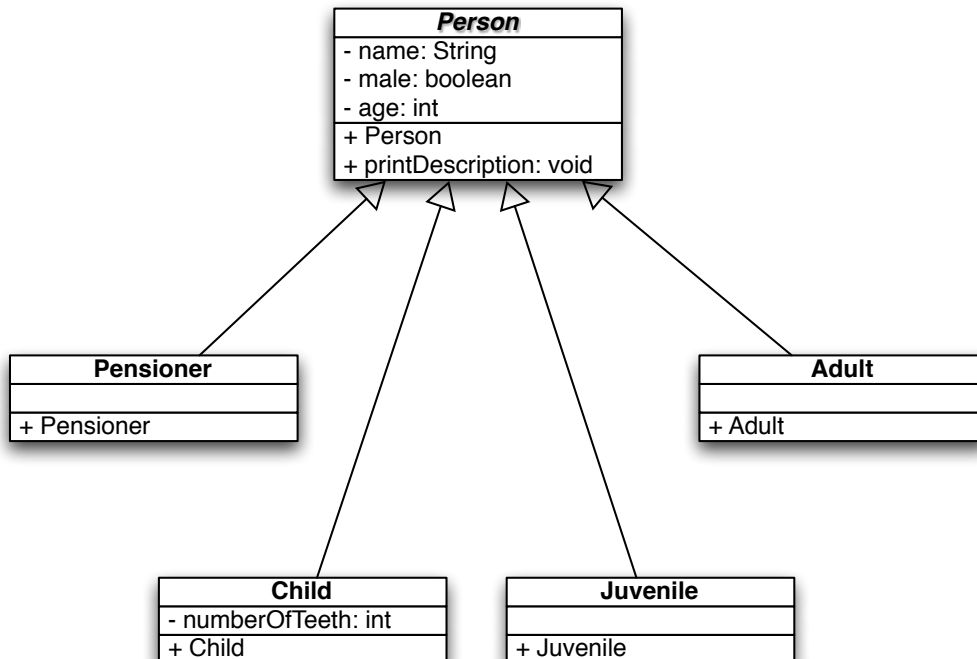 Person
- name: String
- male: boolean
- age: int
+ Person
+ printDescription: void
Pensioner
+ Pensioner
Adult
+ Adult
Child
- numberOfTeeth: int
+ Child
Juvenile
+ Juvenile